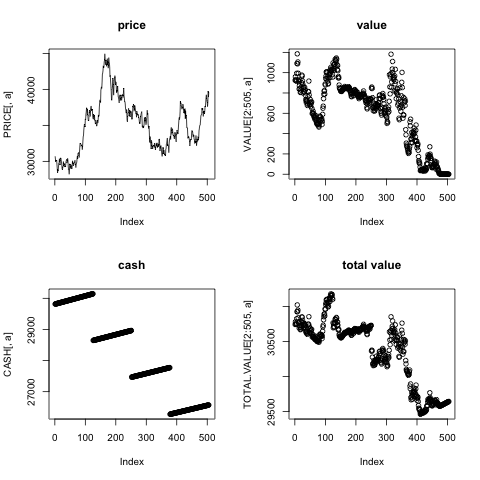 price
PRICE[, a]
30000
40000
0 100 200 300 400 500
Index
value
VALUE[2:505, a]
0 200 600 1000
0 100 200 300 400 500
Index
cash
CASH[, a]
27000 29000
0 100 200 300 400 500
Index
total value
TOTAL.VALUE[2:505, a]
29500 30500
0 100 200 300 400 500
Index